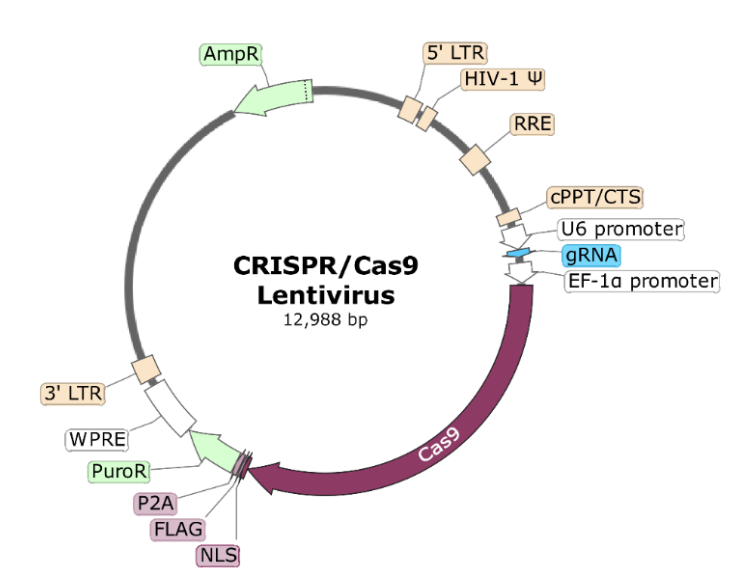 AmpR
5' LTR
HIV-1 Ψ
RRE
cPPT/CTS
U6 promoter
gRNA
EF-1α promoter
CRISPR/Cas9
Lentivirus
12,988 bp
Cas9
3' LTR
WPRE
PuroR
P2A
FLAG
NLS